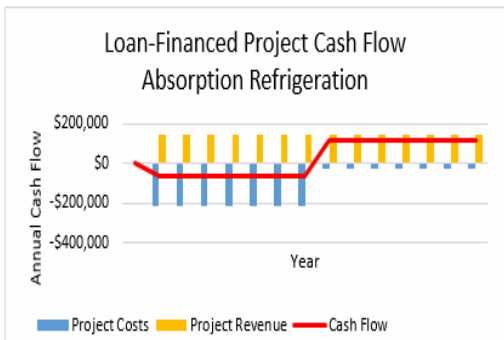 Loan-Financed Project Cash Flow
Absorption Refrigeration
Annual Cash Flow
$200,000
$0
-$200,000
-$400,000
Year
Project Costs Project Revenue Cash Flow